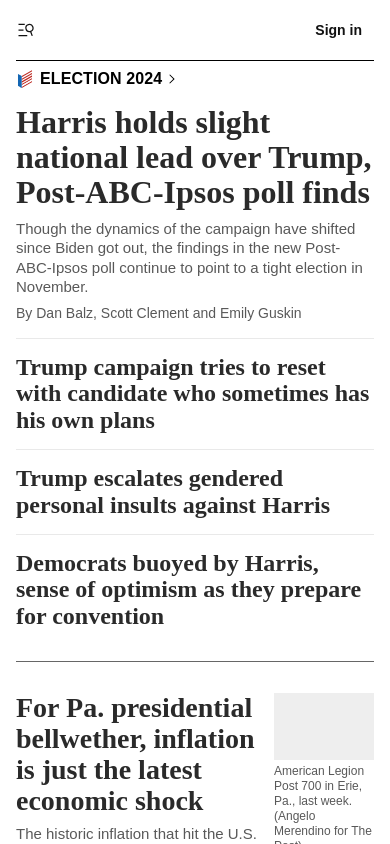 Sign in
ELECTION 2024
Harris holds slight
national lead over Trump,
Post-ABC-Ipsos poll finds
Though the dynamics of the campaign have shifted
since Biden got out, the findings in the new Post-
ABC-Ipsos poll continue to point to a tight election in
November.
By Dan Balz, Scott Clement and Emily Guskin
Trump campaign tries to reset
with candidate who sometimes has
his own plans
Trump escalates gendered
personal insults against Harris
Democrats buoyed by Harris,
sense of optimism as they prepare
for convention
For Pa. presidential
bellwether, inflation
is just the latest
economic shock
The historic inflation that hit the U.S.
American Legion
Post 700 in Erie,
Pa., last week.
(Angelo
Merendino for The
Post)